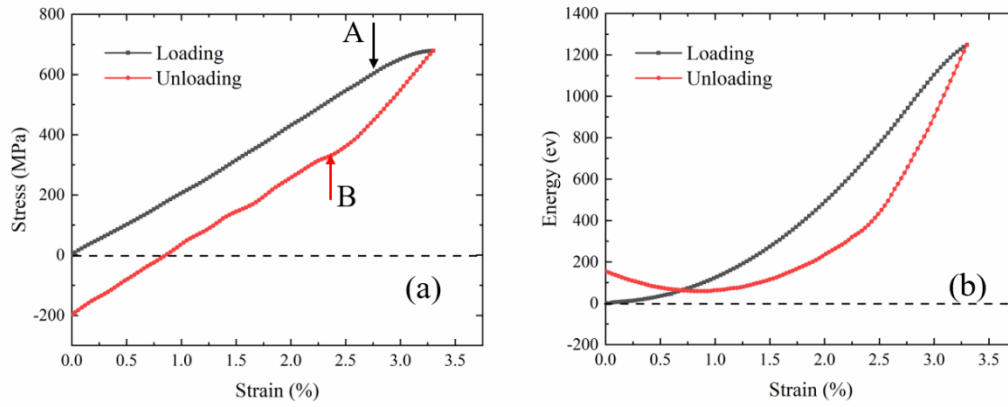 A
Loading
Unloading
B
(a)
Stress (MPa)
800
600
400
200
0
-200
0.0
0.5
1.0
1.5
2.0
2.5
3.0
3.5
Strain (%)
Loading
Unloading
(b)
Energy (ev)
1400
1200
1000
800
600
400
200
0
-200
0.0
0.5
1.0
1.5
2.0
2.5
3.0
3.5
Strain (%)